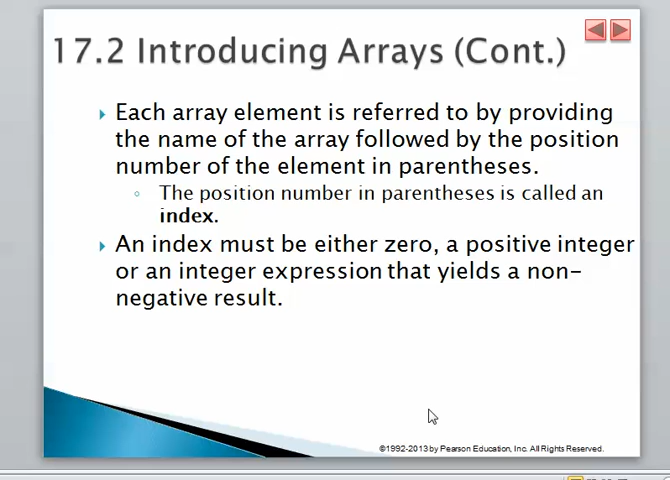 17.2 Introducing Arrays (Cont.)
Each array element is referred to by providing
the name of the array followed by the position
number of the element in parentheses.
The position number in parentheses is called an
index.
An index must be either zero, a positive integer
or an integer expression that yields a non-
negative result.
©1992-2013 by Pearson Education, Inc. All Rights Reserved.